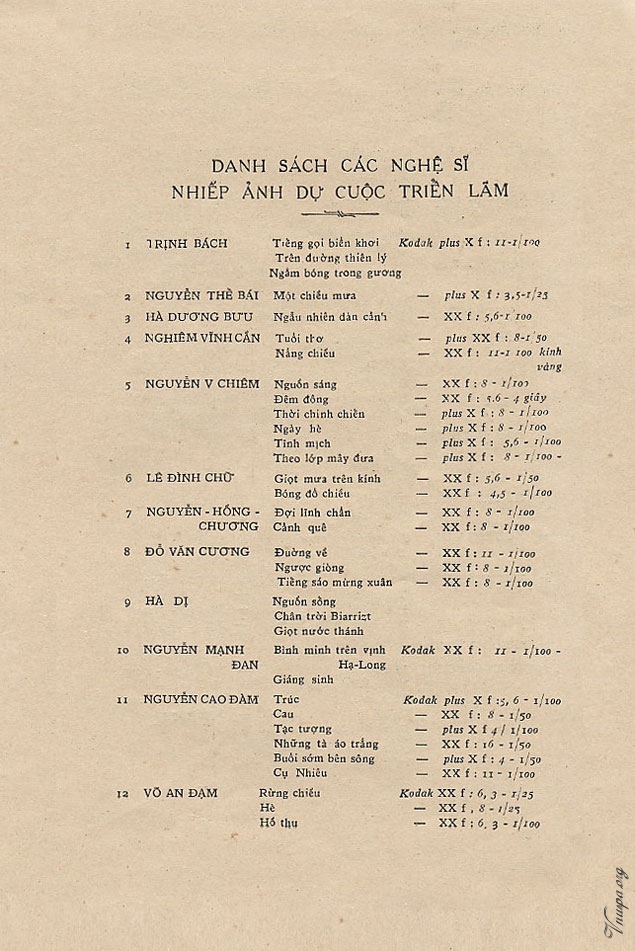 DANH SÁCH CÁC NGHỆ SĨ
NHIẾP ẢNH DỰ CUỘC TRIỂN LÃM
1 TRỊNH BÁCH Tiếng gọi biển khơi Kodak plus X f : 11-1/100
Trên đường thiên lý
Ngắm bóng trong gương
2 NGUYỄN THẾ BÁI Một chiều mưa — plus X f : 3,5-1/25
3 HÀ DƯƠNG BƯU Ngẫu nhiên dàn cảnh — XX f : 5,6-1/100
4 NGHIÊM VĨNH CẦN Tuổi thơ — plus XX f : 8-1/50
Nắng chiều — XX f : 11-1 100 kính
vàng
5 NGUYỄN V CHIÊM Nguồn sáng — XX f : 8 - 1/100
Đêm đông — XX f : 5.6 - 4 giây
Thời chinh chiến — plus X f : 8 - 1/100
Ngày hè — plus X f : 8 - 1/100
Tĩnh mịch — plus X f : 5,6 - 1/100
Theo lớp mây đưa — plus X f : 8 - 1/100 -
6 LÊ ĐÌNH CHỮ Giọt mưa trên kính — XX f : 5,6 - 1/50
Bóng đổ chiều — XX f : 4,5 - 1/100
7 NGUYỄN - HỒNG - Đợi lĩnh chẩn — XX f : 8 - 1/100
CHƯƠNG Cảnh quê — XX f : 8 - 1/100
8 ĐỖ VĂN CƯƠNG Đường về — XX f : 11 - 1/100
Ngược giòng — XX f : 8 - 1/100
Tiếng sáo mừng xuân — XX f : 8 - 1/100
9 HÀ DỊ Nguồn sống
Chân trời Biarrizt
Giọt nước thánh
10 NGUYỄN MẠNH Bình minh trên vịnh Kodak XX f : 11 - 1/100 -
ĐAN Hạ-Long
Giáng sinh
11 NGUYỄN CAO ĐÀM Trúc Kodak plus X f :5, 6 - 1/100
Cau — XX f : 8 - 1/50
Tạc tượng — plus X f 4 / 1/100
Những tà áo trắng — XX f : 16 - 1/50
Buổi sớm bên sông — plus X f : 4 - 1/50
Cụ Nhiêu — XX f : 11 - 1/100
12 VÕ AN ĐẠM Rừng chiều Kodak XX f : 6, 3 - 1/25
Hè — XX f , 8 - 1/25
Hồ thu — XX f : 6, 3 - 1/100
Vnwpa.org